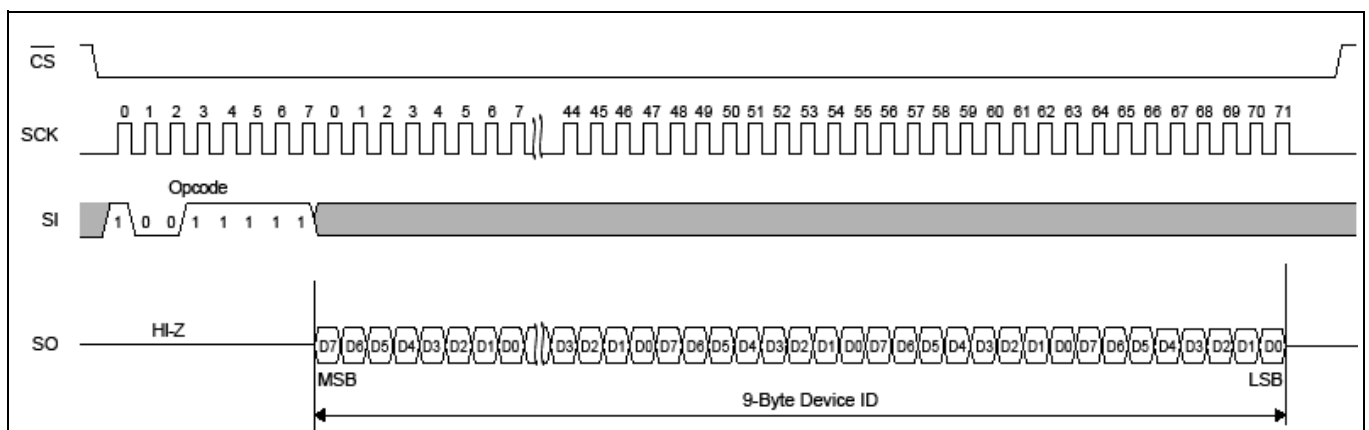 CS
0 1 2 3 4 5 6 7 0 1 2 3 4 5 6 7 44 45 46 47 48 49 50 51 52 53 54 55 56 57 58 59 60 61 62 63 64 65 66 67 68 69 70 71
SCK
Opcode
SI 1 0 0 1 1 1 1 1
HI-Z
SO D7 D6 D5 D4 D3 D2 D1 D0 D3 D2 D1 D0 D7 D6 D5 D4 D3 D2 D1 D0 D7 D6 D5 D4 D3 D2 D1 D0 D7 D6 D5 D4 D3 D2 D1 D0
MSB LSB
9-Byte Device ID